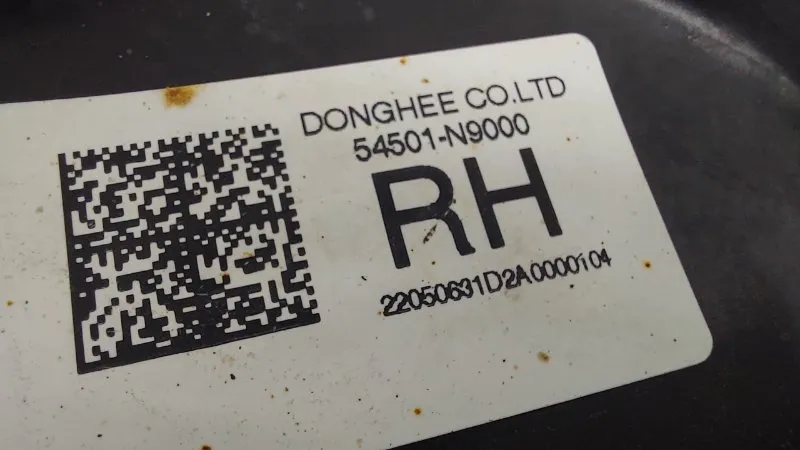 DONGHEE CO.LTD
54501-N9000
RH
22050631D2A0000104